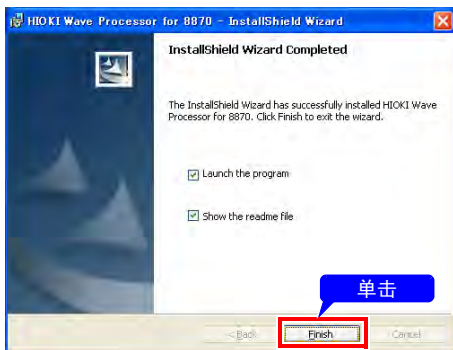 HIOKI Wave Processor for 8870 - InstallShield Wizard
InstallShield Wizard Completed
The InstallShield Wizard has successfully installed HIOKI Wave
Processor for 8870. Click Finish to exit the wizard.
Launch the program
Show the readme file
单击
< Back Finish Cancel